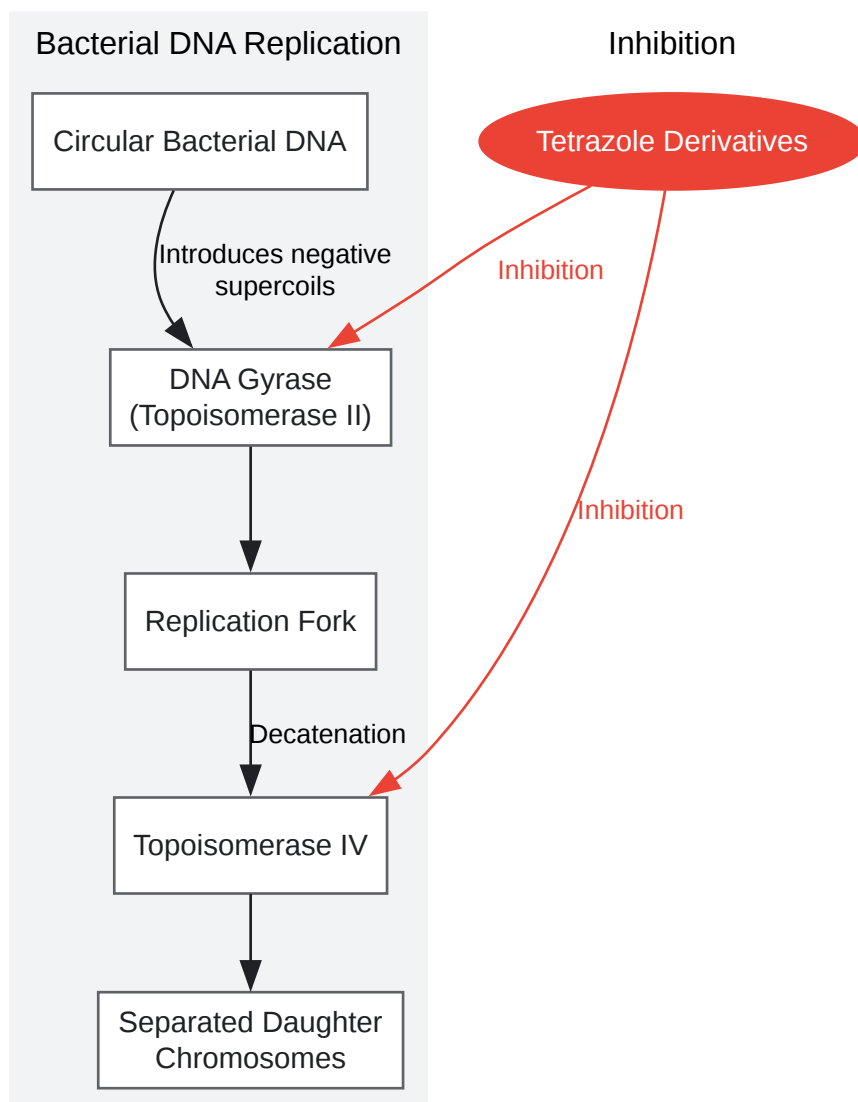 Bacterial DNA Replication
Inhibition
Circular Bacterial DNA
Tetrazole Derivatives
Introduces negative
supercoils
Inhibition
DNA Gyrase
(Topoisomerase II)
Inhibition
Replication Fork
Decatenation
Topoisomerase IV
Separated Daughter
Chromosomes